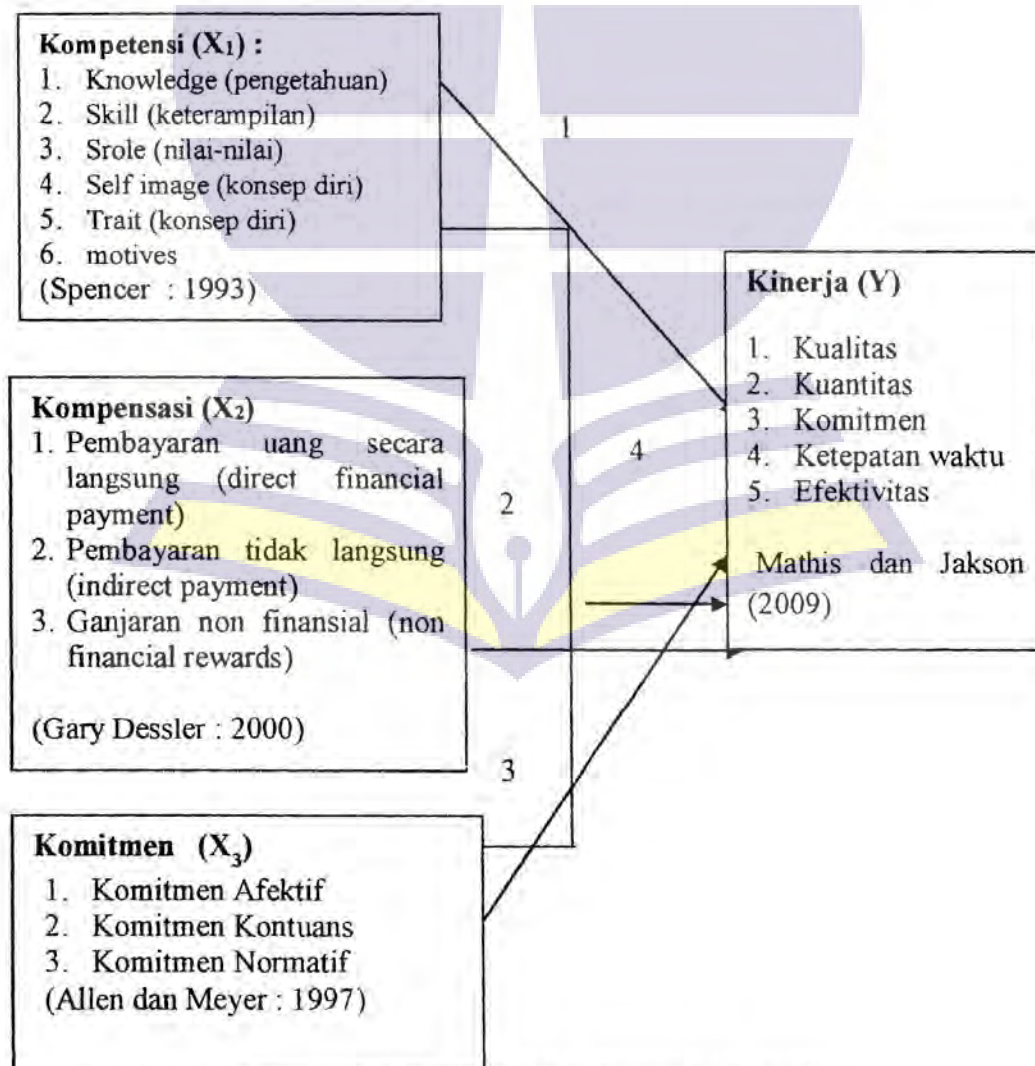 Kompetensi (X₁) :
1. Knowledge (pengetahuan)
2. Skill (keterampilan)
3. Srole (nilai-nilai)
4. Self image (konsep diri)
5. Trait (konsep diri)
6. motives
(Spencer : 1993)
1
Kompensasi (X₂)
1. Pembayaran uang secara
langsung (direct financial
payment)
2. Pembayaran tidak langsung
(indirect payment)
3. Ganjaran non finansial (non
financial rewards)
(Gary Dessler : 2000)
2
4
3
Komitmen (X₃)
1. Komitmen Afektif
2. Komitmen Kontuans
3. Komitmen Normatif
(Allen dan Meyer : 1997)
Kinerja (Y)
1. Kualitas
2. Kuantitas
3. Komitmen
4. Ketepatan waktu
5. Efektivitas
Mathis dan Jakson
(2009)